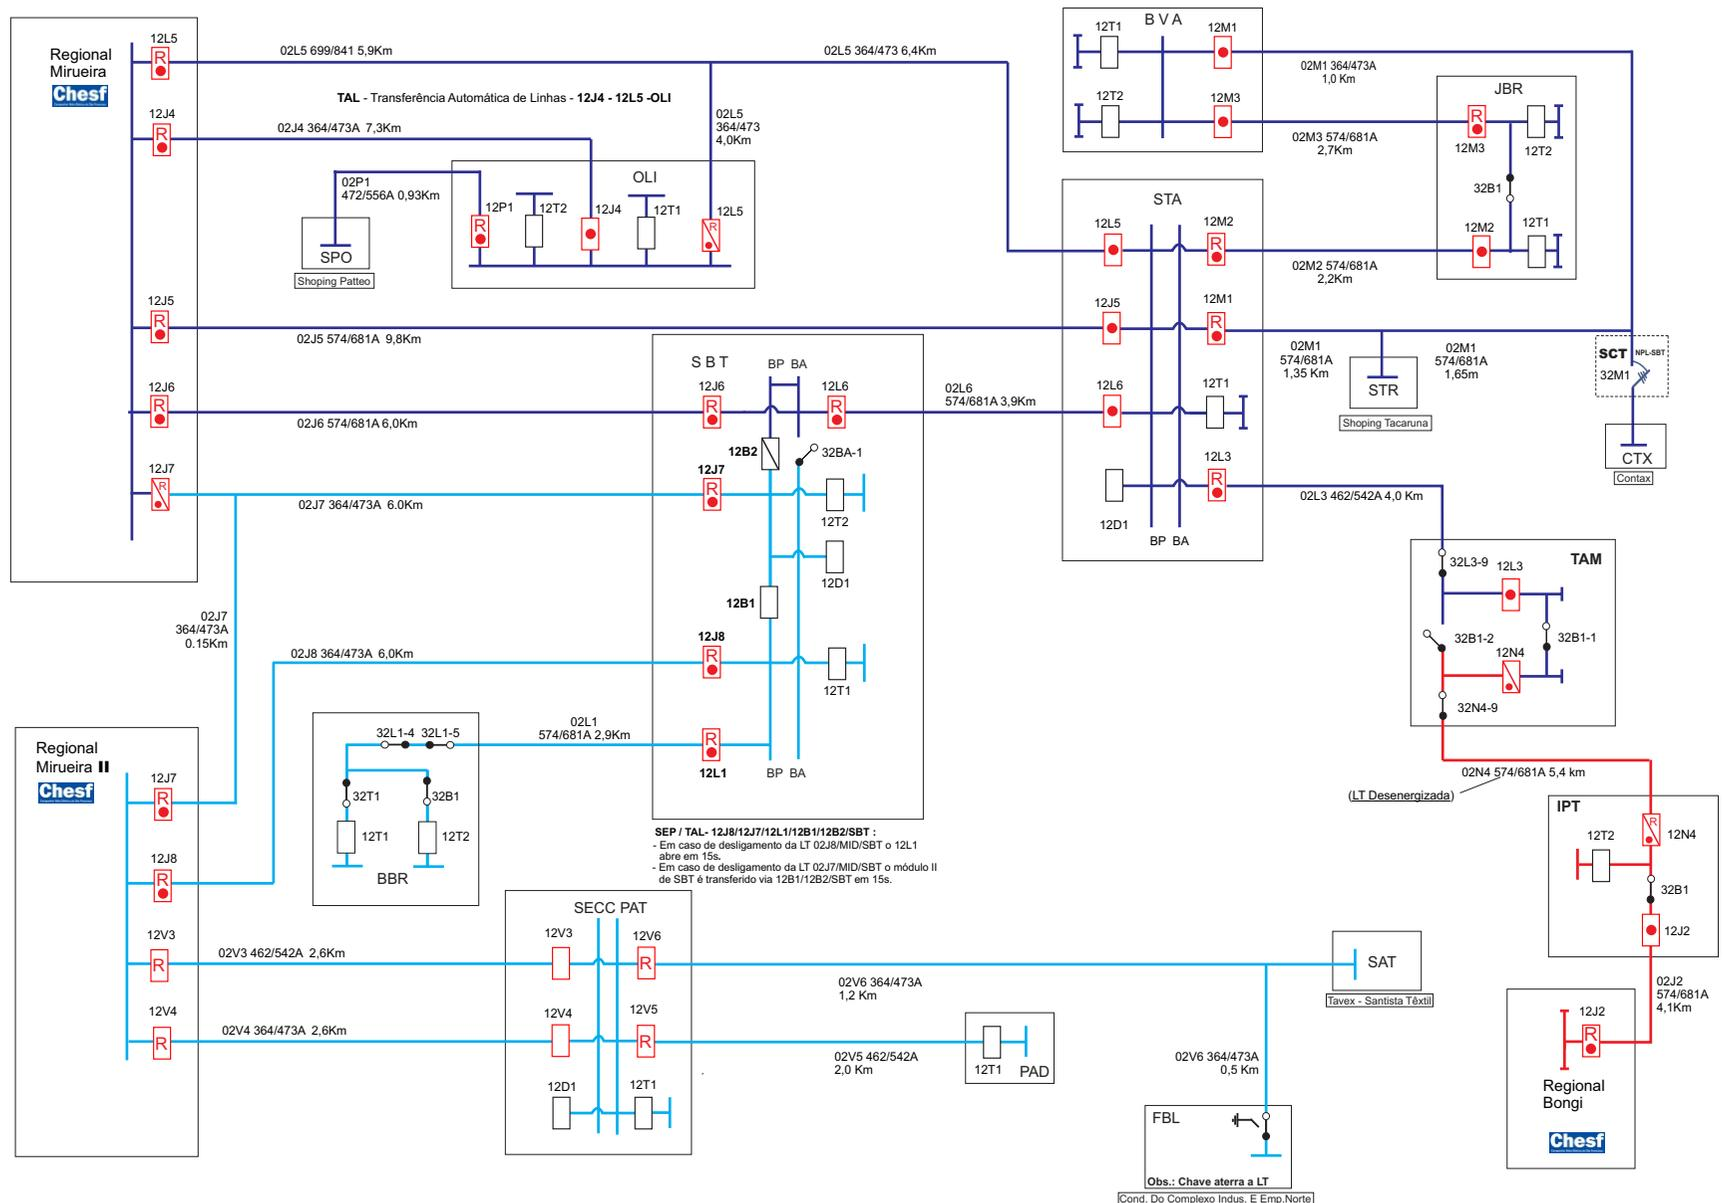 Regional
Mirueira
Chesf
12L5
R
02L5 699/841 5,9Km
02L5 364/473 6,4Km
TAL - Transferência Automática de Linhas - 12J4 - 12L5 -OLI
12J4
R
02J4 364/473A 7,3Km
02L5
364/473
4,0Km
02P1
472/556A 0,93Km
SPO
Shoping Patteo
OLI
12P1
R
12T2
12J4
12T1
12L5
R
12J5
R
02J5 574/681A 9,8Km
12J6
R
02J6 574/681A 6,0Km
12J7
R
02J7 364/473A 6.0Km
02J7
364/473A
0.15Km
02J8 364/473A 6,0Km
S B T
BP BA
12J6
R
12L6
R
12B2
32BA-1
12J7
R
12T2
12D1
12B1
12J8
R
12T1
R
12L1
BP BA
02L6
574/681A 3,9Km
02L1
574/681A 2,9Km
SEP / TAL- 12J8/12J7/12L1/12B1/12B2/SBT :
- Em caso de desligamento da LT 02J8/MID/SBT o 12L1
abre em 15s.
- Em caso de desligamento da LT 02J7/MID/SBT o módulo II
de SBT é transferido via 12B1/12B2/SBT em 15s.
B V A
12T1
12M1
12T2
12M3
02M1 364/473A
1,0 Km
02M3 574/681A
2,7Km
JBR
R
12M3
12T2
32B1
12M2
12T1
STA
12L5
12M2
R
02M2 574/681A
2,2Km
12J5
12M1
R
02M1
574/681A
1,35 Km
02M1
574/681A
1,65m
STR
Shoping Tacaruna
SCT
NPL-SBT
32M1
CTX
Contax
12L6
12T1
12L3
R
12D1
BP BA
02L3 462/542A 4,0 Km
TAM
32L3-9
12L3
32B1-2
32B1-1
12N4
32N4-9
02N4 574/681A 5,4 km
(LT Desenergizada)
IPT
12T2
R
12N4
32B1
12J2
02J2
574/681A
4,1Km
12J2
R
Regional
Bongi
Chesf
Regional
Mirueira II
Chesf
12J7
R
12J8
R
12V3
R
02V3 462/542A 2,6Km
12V4
R
02V4 364/473A 2,6Km
32L1-4 32L1-5
32T1
32B1
12T1
12T2
BBR
SECC PAT
12V3
12V6
R
12V4
12V5
R
12D1
12T1
02V6 364/473A
1,2 Km
02V5 462/542A
2,0 Km
12T1
PAD
SAT
Tavex - Santista Têxtil
02V6 364/473A
0,5 Km
FBL
Obs.: Chave aterra a LT
Cond. Do Complexo Indus. E Emp.Norte